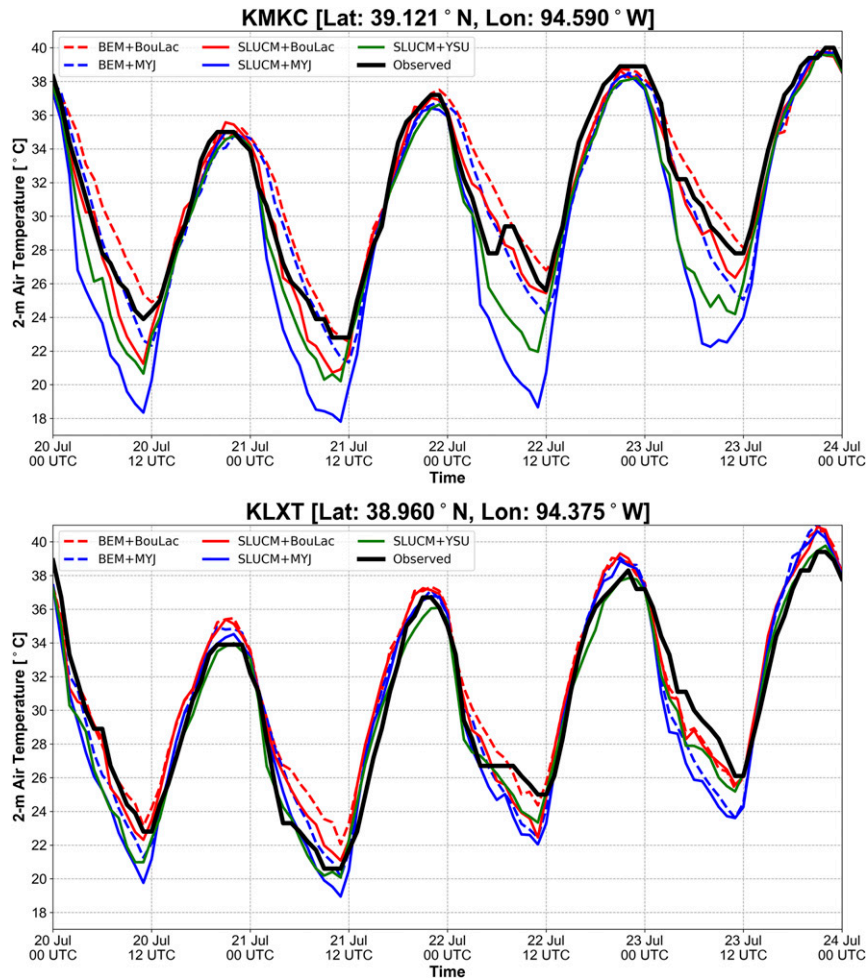 KMKC [Lat: 39.121 ° N, Lon: 94.590 ° W]
40
38
36
34
32
30
28
26
24
22
20
18
2-m Air Temperature [ ° C]
BEM+BouLac SLUCM+BouLac SLUCM+YSU
BEM+MYJ SLUCM+MYJ Observed
20 Jul 20 Jul 21 Jul 21 Jul 22 Jul 22 Jul 23 Jul 23 Jul 24 Jul
00 UTC 12 UTC 00 UTC 12 UTC 00 UTC 12 UTC 00 UTC 12 UTC 00 UTC
Time
KLXT [Lat: 38.960 ° N, Lon: 94.375 ° W]
40
38
36
34
32
30
28
26
24
22
20
18
2-m Air Temperature [ ° C]
BEM+BouLac SLUCM+BouLac SLUCM+YSU
BEM+MYJ SLUCM+MYJ Observed
20 Jul 20 Jul 21 Jul 21 Jul 22 Jul 22 Jul 23 Jul 23 Jul 24 Jul
00 UTC 12 UTC 00 UTC 12 UTC 00 UTC 12 UTC 00 UTC 12 UTC 00 UTC
Time